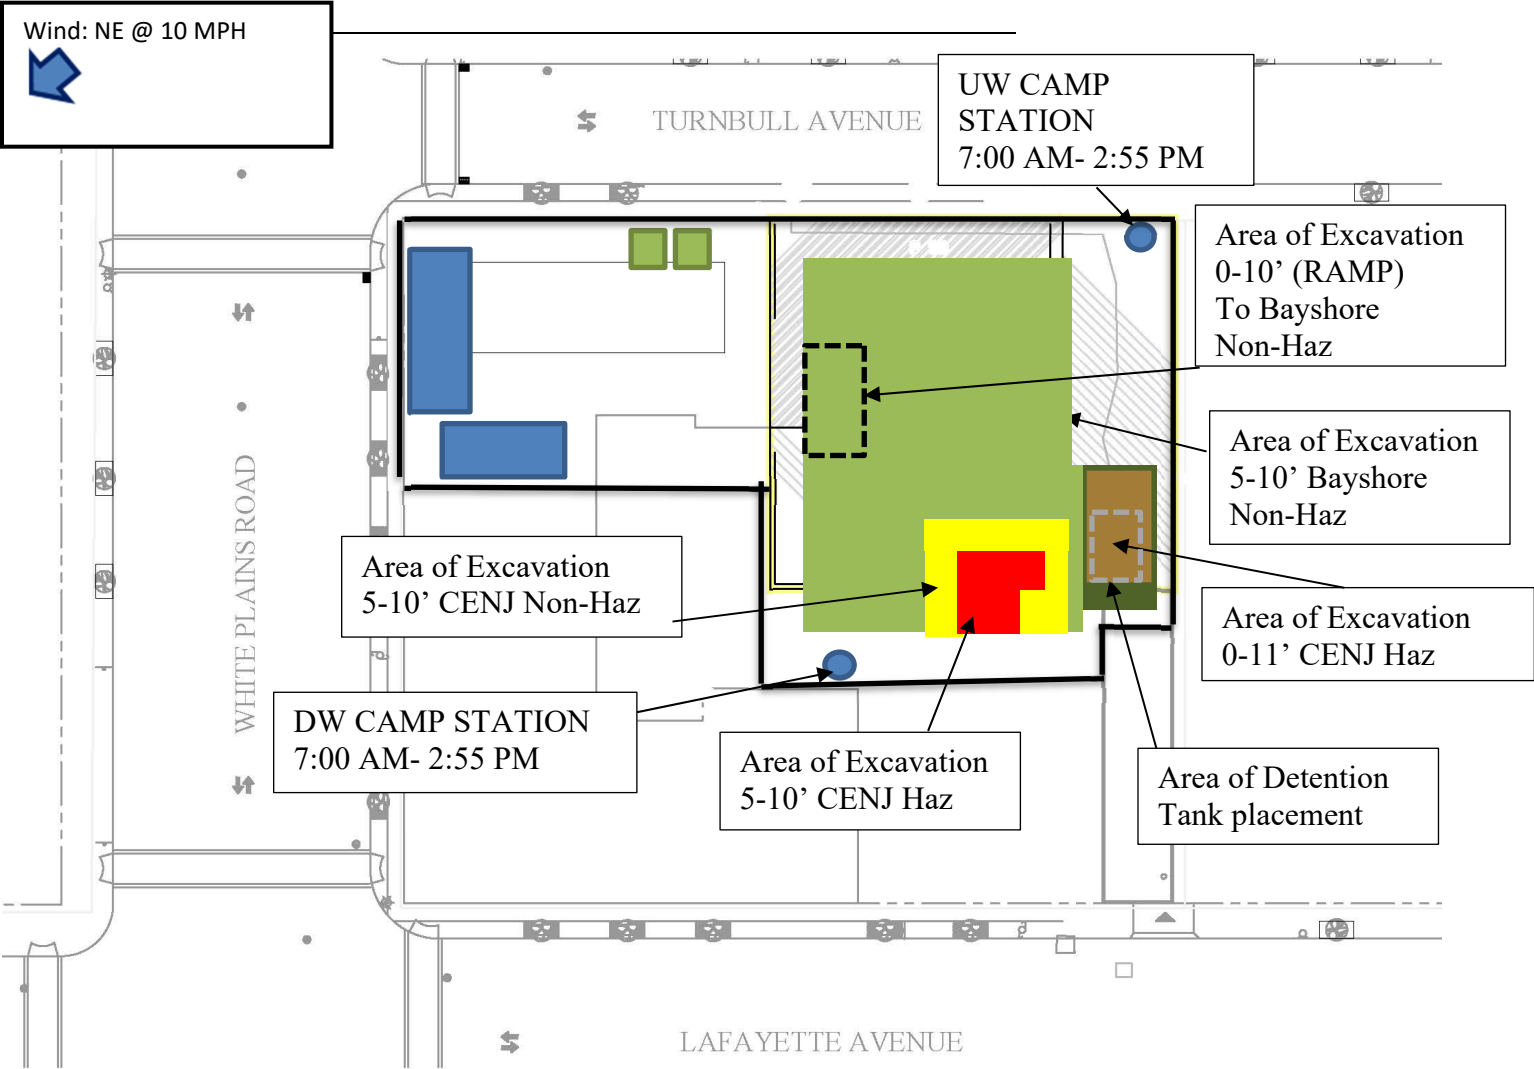 Wind: NE @ 10 MPH
TURNBULL AVENUE
UW CAMP
STATION
7:00 AM- 2:55 PM
Area of Excavation
0-10’ (RAMP)
To Bayshore
Non-Haz
Area of Excavation
5-10’ Bayshore
Non-Haz
WHITE PLAINS ROAD
Area of Excavation
5-10’ CENJ Non-Haz
Area of Excavation
0-11’ CENJ Haz
DW CAMP STATION
7:00 AM- 2:55 PM
Area of Excavation
5-10’ CENJ Haz
Area of Detention
Tank placement
LAFAYETTE AVENUE